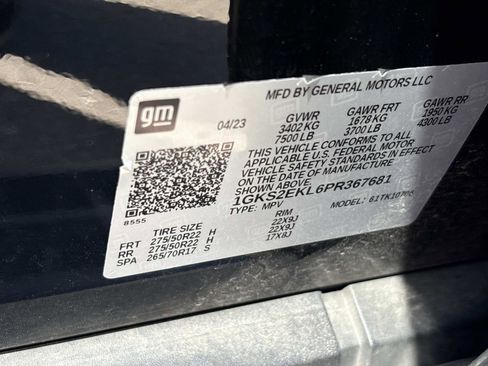 MFD BY GENERAL MOTORS LLC
gm
04/23
GVWR GAWR FRT GAWR RR
3402 KG 1678 KG 1950 KG
7500 LB 3700 LB 4300 LB
THIS VEHICLE CONFORMS TO ALL
APPLICABLE U.S. FEDERAL MOTOR
VEHICLE SAFETY STANDARDS IN EFFECT
ON THE DATE OF MANUFACTURE
SHOWN ABOVE
1GKS2EKL6PR367681
TYPE: MPV MODEL:
8555
TIRE SIZE RIM
FRT 275/50R22 H 22X9J
RR 275/50R22 H 22X9J
SPA 265/70R17 S 17X8J